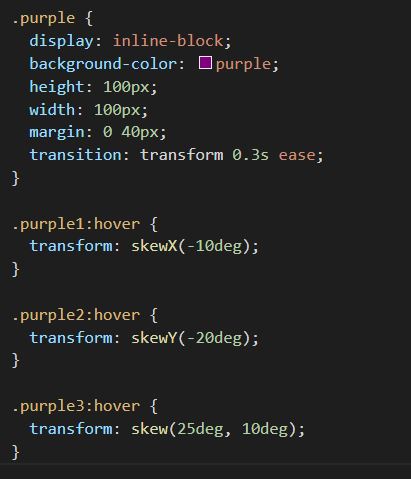 .purple {
  display: inline-block;
  background-color: purple;
  height: 100px;
  width: 100px;
  margin: 0 40px;
  transition: transform 0.3s ease;
}

.purple1:hover {
  transform: skewX(-10deg);
}

.purple2:hover {
  transform: skewY(-20deg);
}

.purple3:hover {
  transform: skew(25deg, 10deg);
}